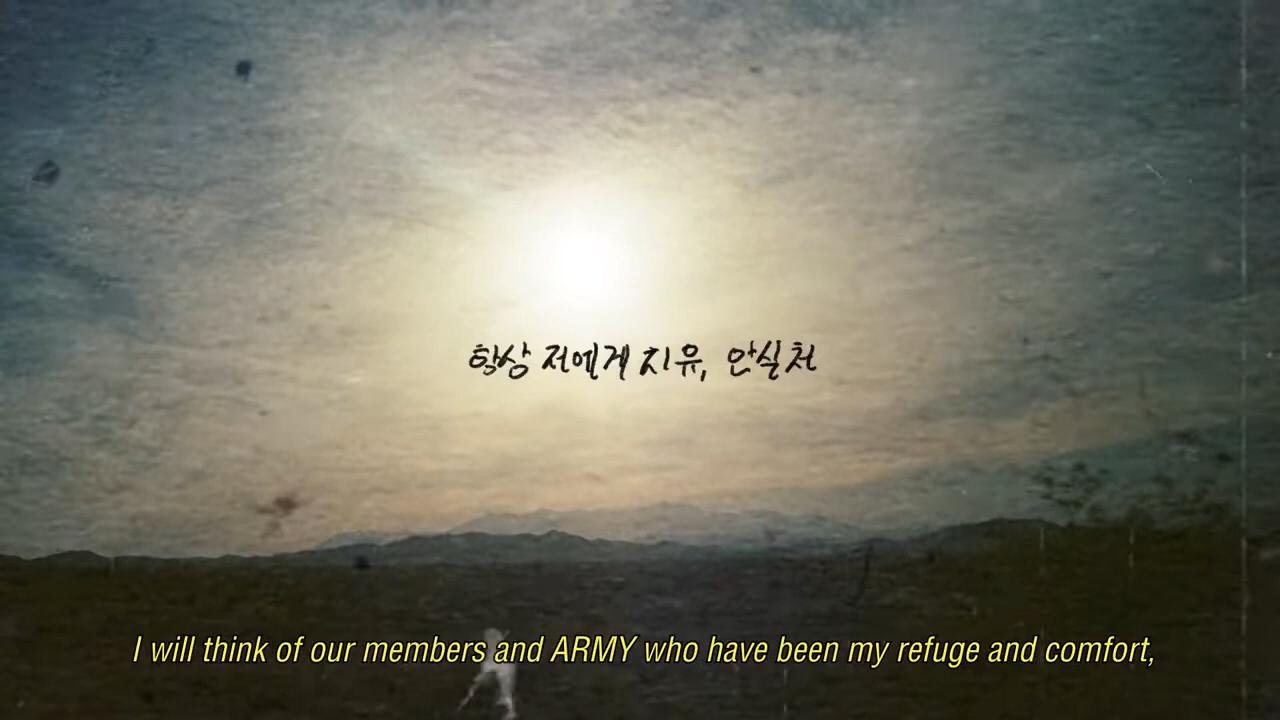 항상 저에게 치유, 안식처
I will think of our members and ARMY who have been my refuge and comfort,